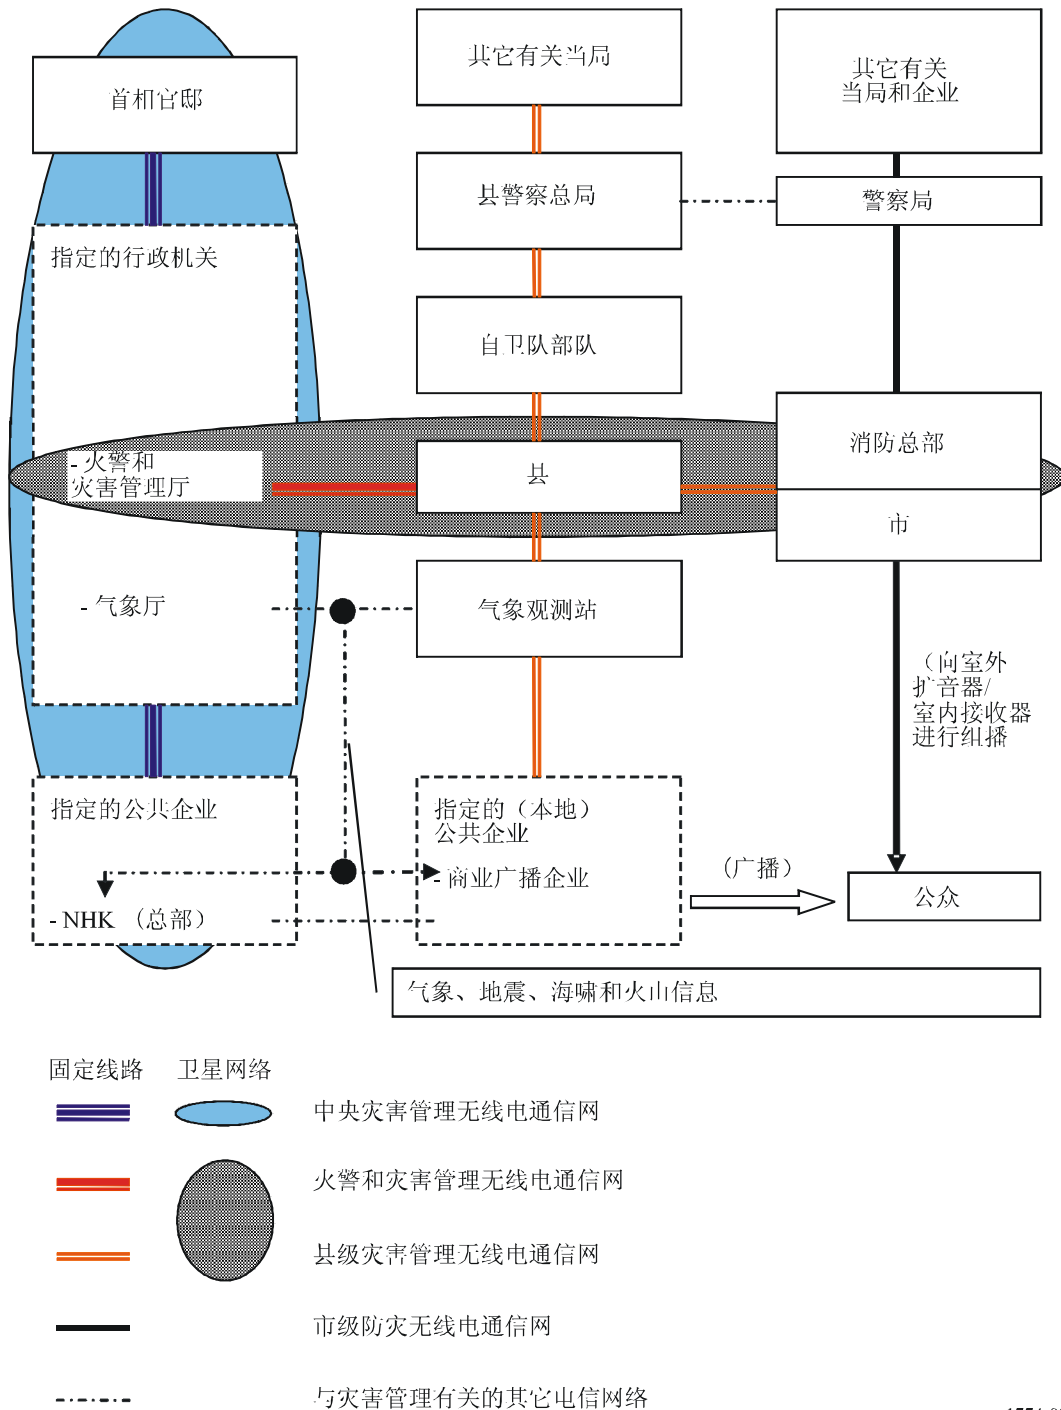 首相官邸
其它有关当局
其它有关
当局和企业
县警察总局
警察局
指定的行政机关
自卫队部队
- 火警和
灾害管理厅
县
消防总部
市
- 气象厅
气象观测站
（向室外
扩音器/
室内接收器
进行组播
指定的公共企业
指定的（本地）
公共企业
- 商业广播企业
（广播）
公众
- NHK （总部）
气象、地震、海啸和火山信息
固定线路
卫星网络
中央灾害管理无线电通信网
火警和灾害管理无线电通信网
县级灾害管理无线电通信网
市级防灾无线电通信网
与灾害管理有关的其它电信网络